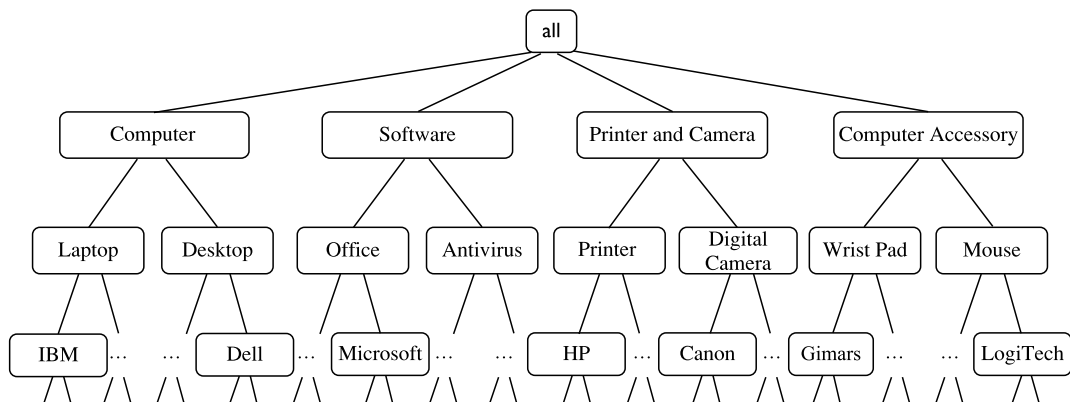 all
Computer
Software
Printer and Camera
Computer Accessory
Laptop
Desktop
Office
Antivirus
Printer
Digital
Camera
Wrist Pad
Mouse
IBM
...
...
Dell
...
Microsoft
...
...
HP
...
Canon
...
Gimars
...
...
LogiTech